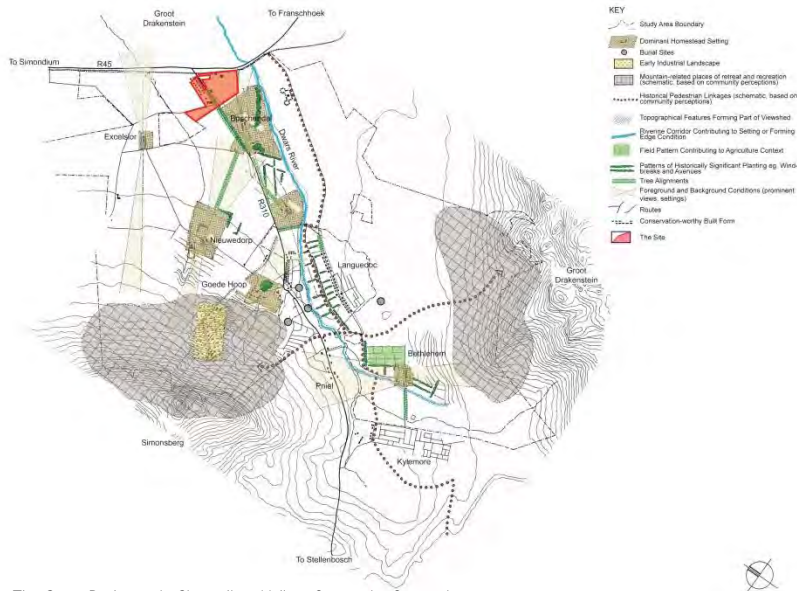 Groot
Drakenstein
To Franschhoek
To Simondium
R45
Boschendal
Excelsior
Dwars River
R310
Nieuwedorp
Languedoc
Goede Hoop
Groot
Drakenstein
Bethlehem
Pniel
Simonsberg
Kylemore
To Stellenbosch
KEY
Study Area Boundary
Dominant Homestead Setting
Burial Sites
Early Industrial Landscape
Mountain-related places of retreat and recreation
(schematic, based on community perceptions)
Historical Pedestrian Linkages (schematic, based on
community perceptions)
Topographical Features Forming Part of Viewshed
Riverine Corridor Contributing to Setting or Forming
Edge Condition
Field Pattern Contributing to Agriculture Context
Patterns of Historically Significant Planting eg. Wind-
breaks and Avenues
Tree Alignments
Foreground and Background Conditions (prominent
views, settings)
Routes
Conservation-worthy Built Form
The Site